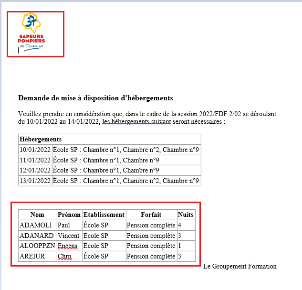 SAPEURS
POMPIERS
Demande de mise à disposition d'hébergements
Veuillez prendre en considération que, dans le cadre de la session 2022/FDF 2/02 se déroulant
du 10/01/2022 au 14/01/2022, les hébergements suivant seront nécessaires :
Hébergements
10/01/2022 École SP : Chambre n°1, Chambre n°2, Chambre n°9
11/01/2022 École SP : Chambre n°1, Chambre n°9
12/01/2022 École SP : Chambre n°1, Chambre n°9
13/01/2022 École SP : Chambre n°1, Chambre n°2, Chambre n°9
Nom Prénom Etablissement Forfait Nuits
ADAMOLI Paul École SP Pension complète 4
ADANARD Vincent École SP Pension complète 3
École SP Pension complète 1
AREJUR École SP Pension complète 3
Le Groupement Formation